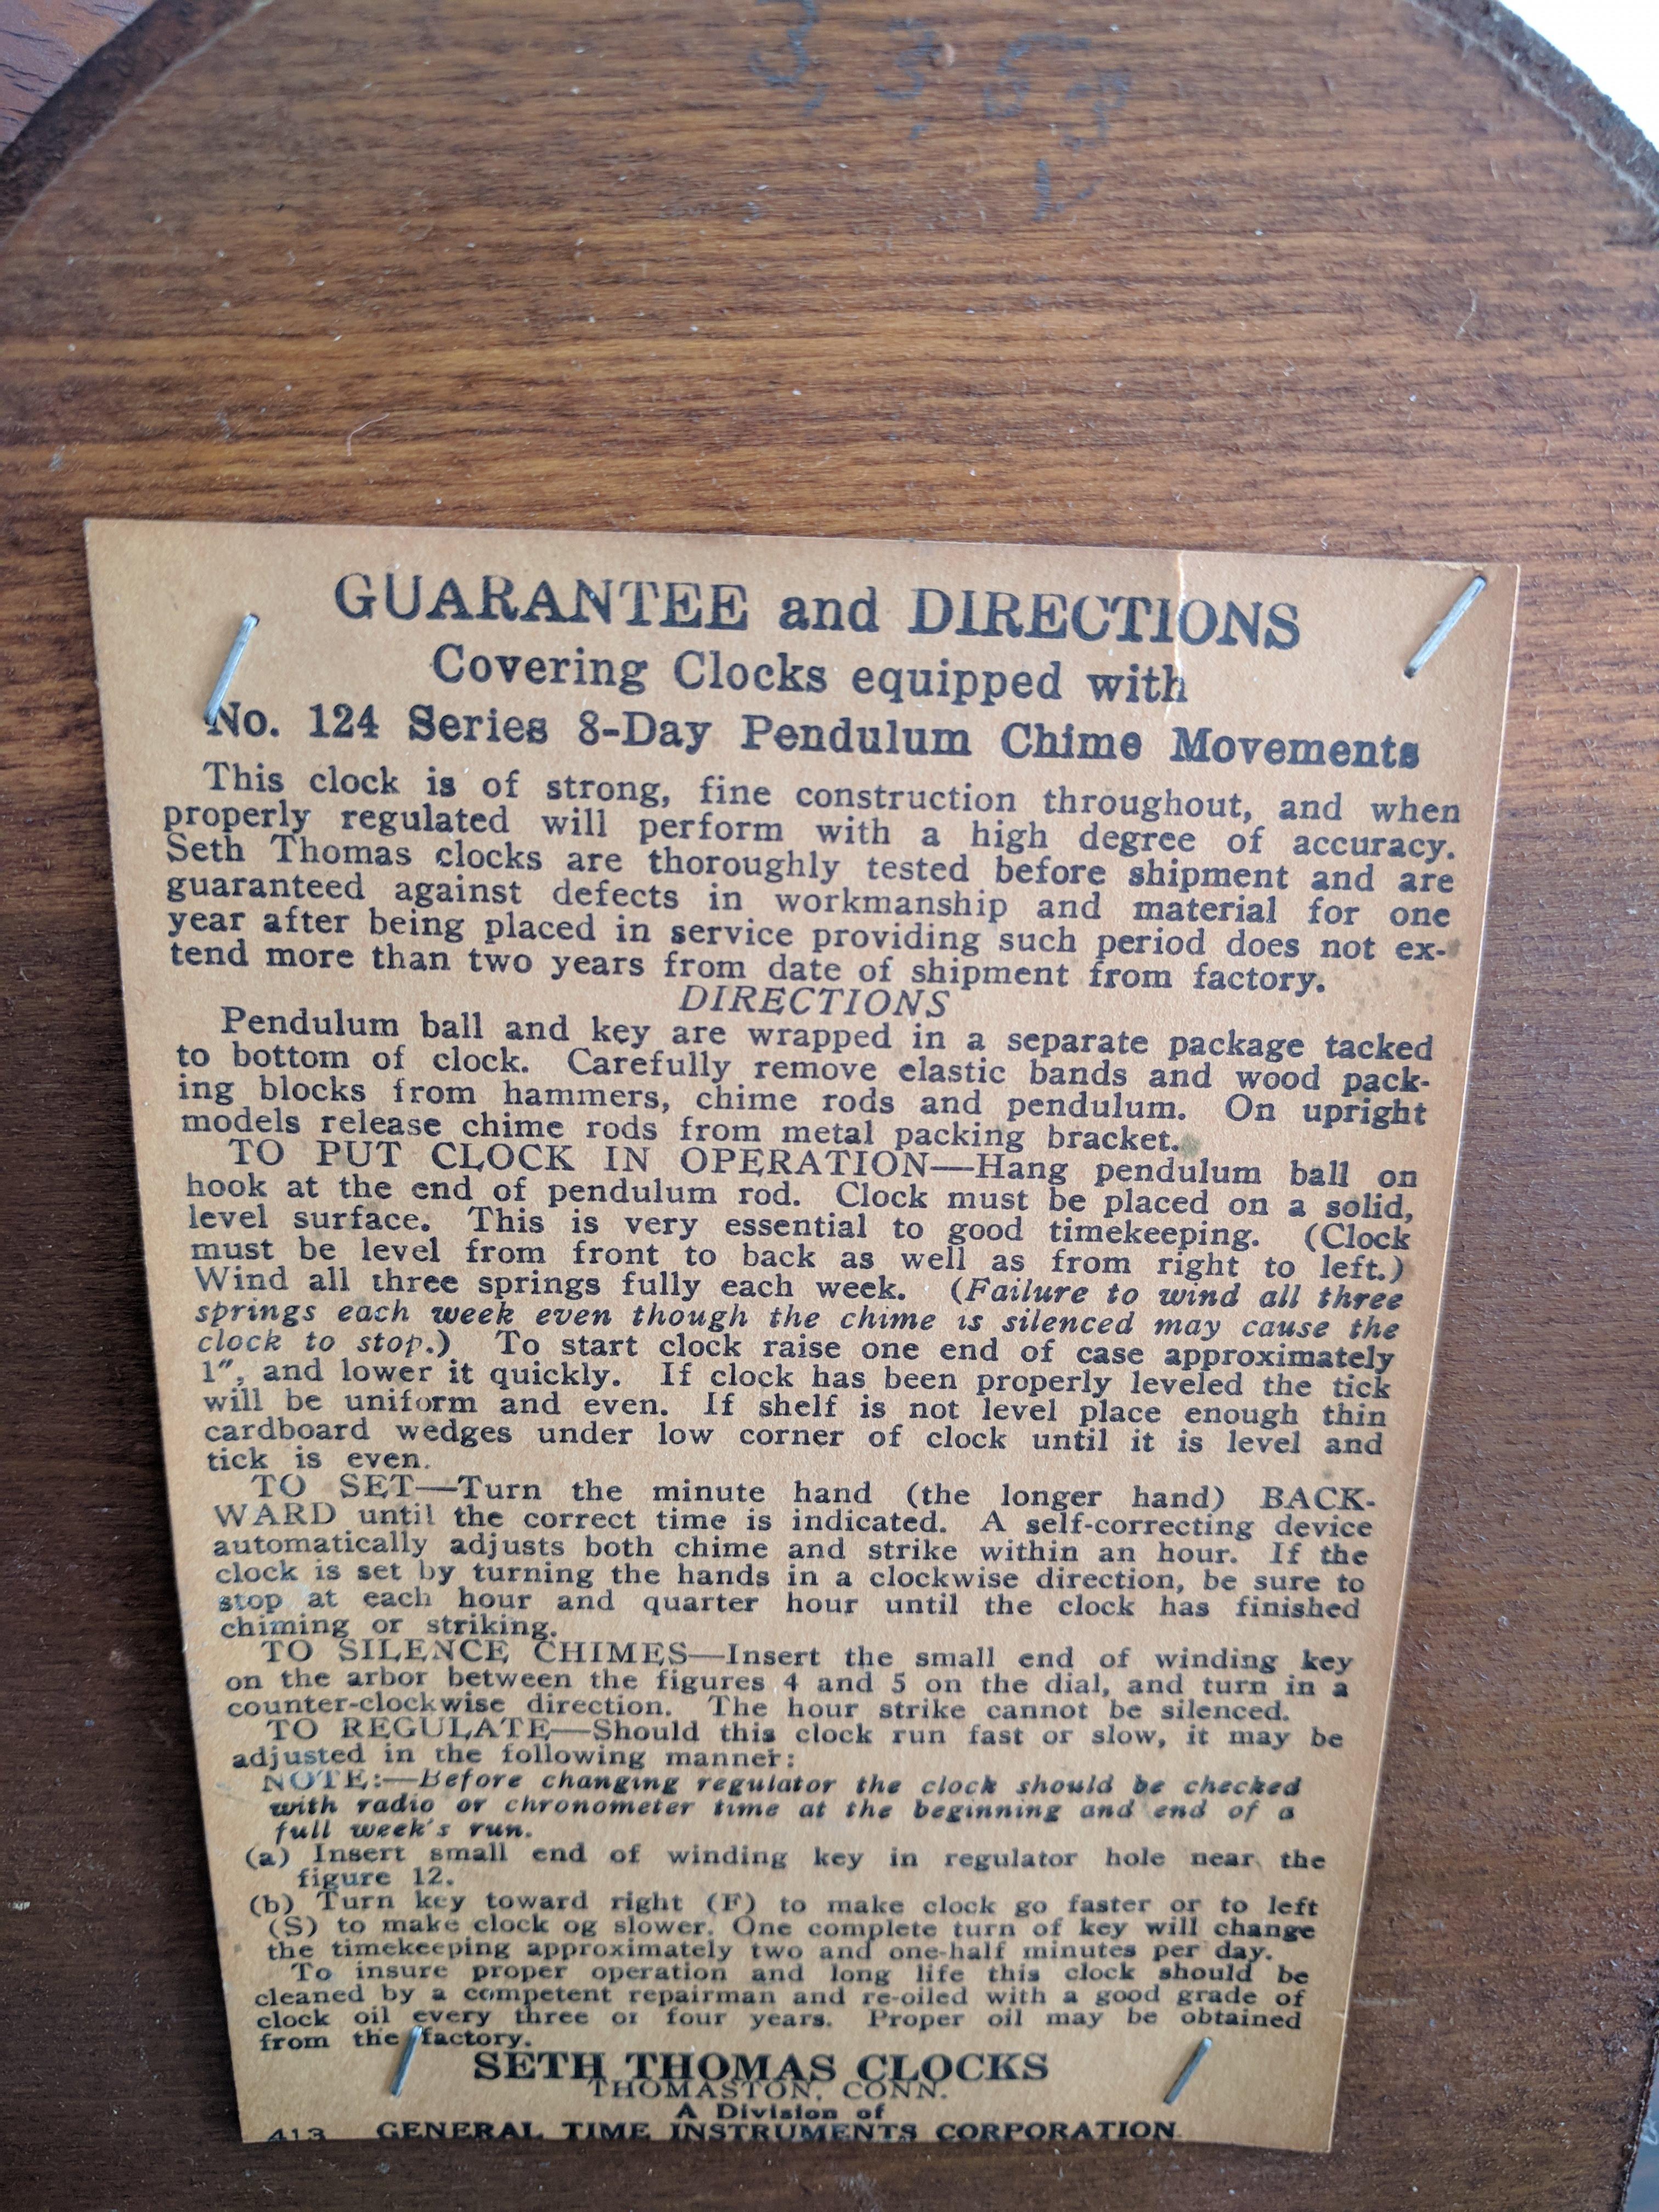 GUARANTEE and DIRECTIONS
Covering Clocks equipped with
No. 124 Series 8-Day Pendulum Chime Movements
This clock is of strong, fine construction throughout, and when
properly regulated will perform with a high degree of accuracy.
Seth Thomas clocks are thoroughly tested before shipment and are
guaranteed against defects in workmanship and material for one
year after being placed in service providing such period does not ex-
tend more than two years from date of shipment from factory.
DIRECTIONS
Pendulum ball and key are wrapped in a separate package tacked
to bottom of clock. Carefully remove elastic bands and wood pack-
ing blocks from hammers, chime rods and pendulum. On upright
models release chime rods from metal packing bracket.
TO PUT CLOCK IN OPERATION—Hang pendulum ball on
hook at the end of pendulum rod. Clock must be placed on a solid,
level surface. This is very essential to good timekeeping. (Clock
must be level from front to back as well as from right to left.)
Wind all three springs fully each week. (Failure to wind all three
springs each week even though the chime is silenced may cause the
clock to stop.) To start clock raise one end of case approximately
1", and lower it quickly. If clock has been properly leveled the tick
will be uniform and even. If shelf is not level place enough thin
cardboard wedges under low corner of clock until it is level and
tick is even.
TO SET—Turn the minute hand (the longer hand) BACK-
WARD until the correct time is indicated. A self-correcting device
automatically adjusts both chime and strike within an hour. If the
clock is set by turning the hands in a clockwise direction, be sure to
stop at each hour and quarter hour until the clock has finished
chiming or striking.
TO SILENCE CHIMES—Insert the small end of winding key
on the arbor between the figures 4 and 5 on the dial, and turn in a
counter-clockwise direction. The hour strike cannot be silenced.
TO REGULATE—Should this clock run fast or slow, it may be
adjusted in the following manner:
NOTE:—Before changing regulator the clock should be checked
with radio or chronometer time at the beginning and end of a
full week's run.
(a) Insert small end of winding key in regulator hole near the
figure 12.
(b) Turn key toward right (F) to make clock go faster or to left
(S) to make clock og slower. One complete turn of key will change
the timekeeping approximately two and one-half minutes per day.
To insure proper operation and long life this clock should be
cleaned by a competent repairman and re-oiled with a good grade of
clock oil every three or four years. Proper oil may be obtained
from the factory.
SETH THOMAS CLOCKS
THOMASTON, CONN.
A Division of
413 GENERAL TIME INSTRUMENTS CORPORATION